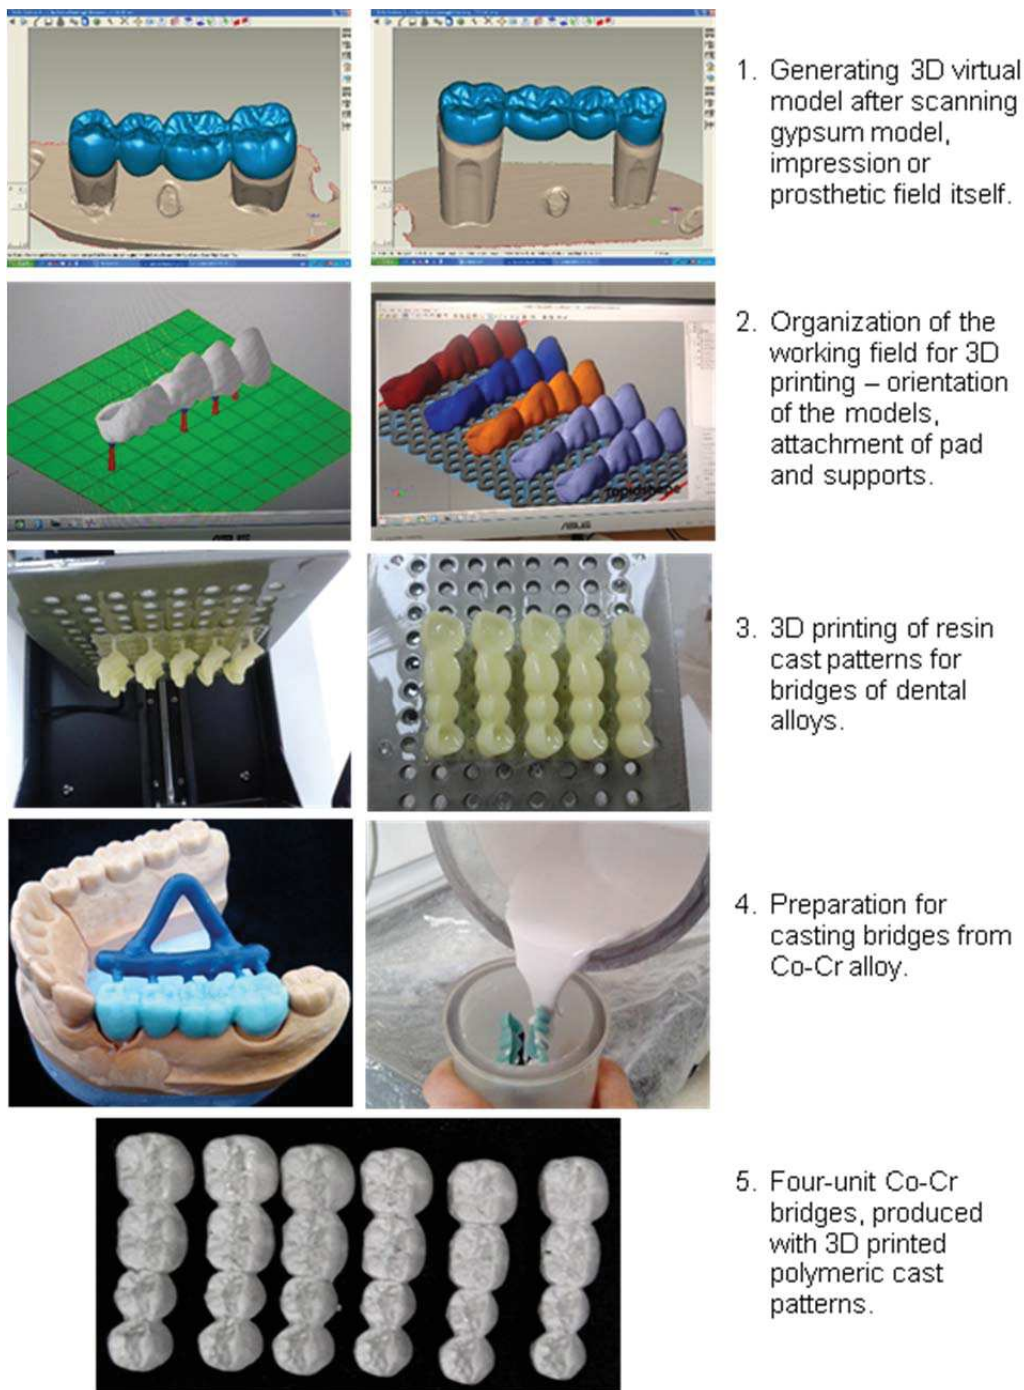 1. Generating 3D virtual
model after scanning
gypsum model,
impression or
prosthetic field itself.
2. Organization of the
working field for 3D
printing – orientation
of the models,
attachment of pad
and supports.
rapidshape
ASUS
ASUS
3. 3D printing of resin
cast patterns for
bridges of dental
alloys.
4. Preparation for
casting bridges from
Co-Cr alloy.
5. Four-unit Co-Cr
bridges, produced
with 3D printed
polymeric cast
patterns.